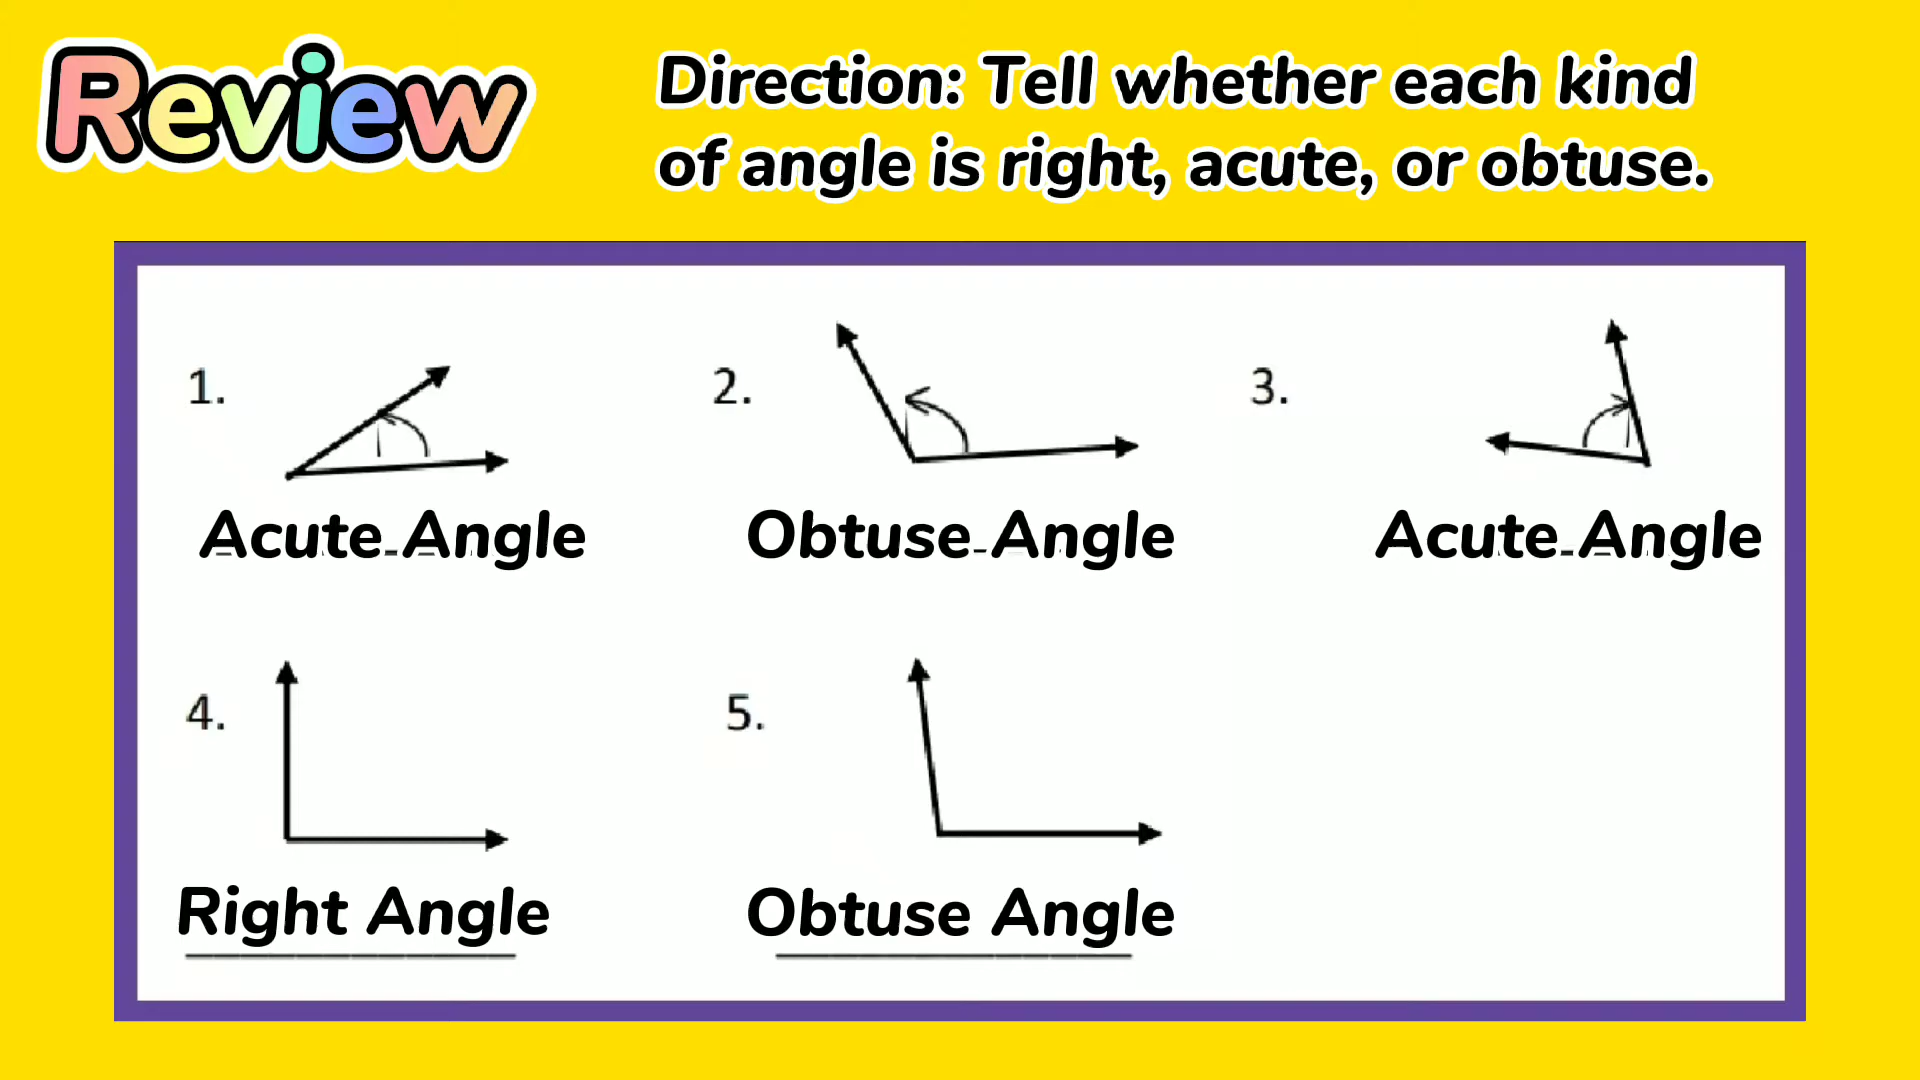 Review
Direction: Tell whether each kind
of angle is right, acute, or obtuse.
1.
2.
3.
Acute Angle
Obtuse Angle
Acute Angle
4.
5.
Right Angle
Obtuse Angle